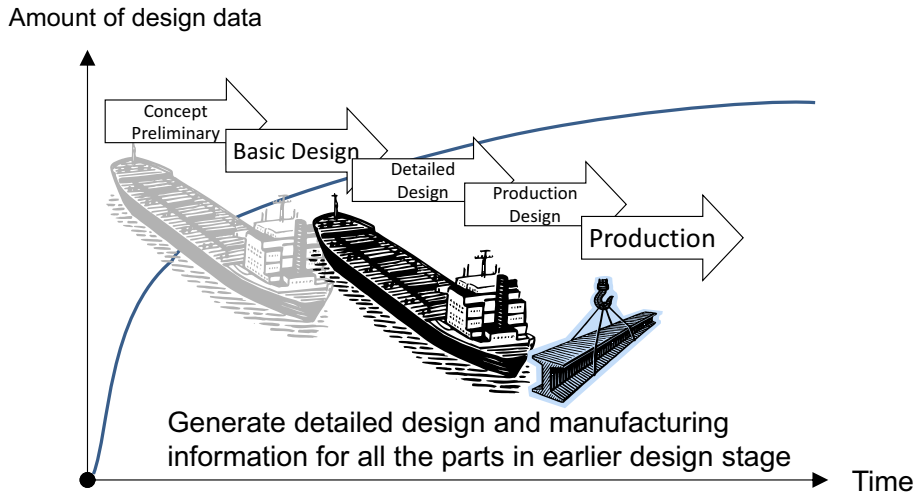 Amount of design data
Concept
Preliminary
Basic Design
Detailed
Design
Production
Design
Production
Generate detailed design and manufacturing
information for all the parts in earlier design stage
Time